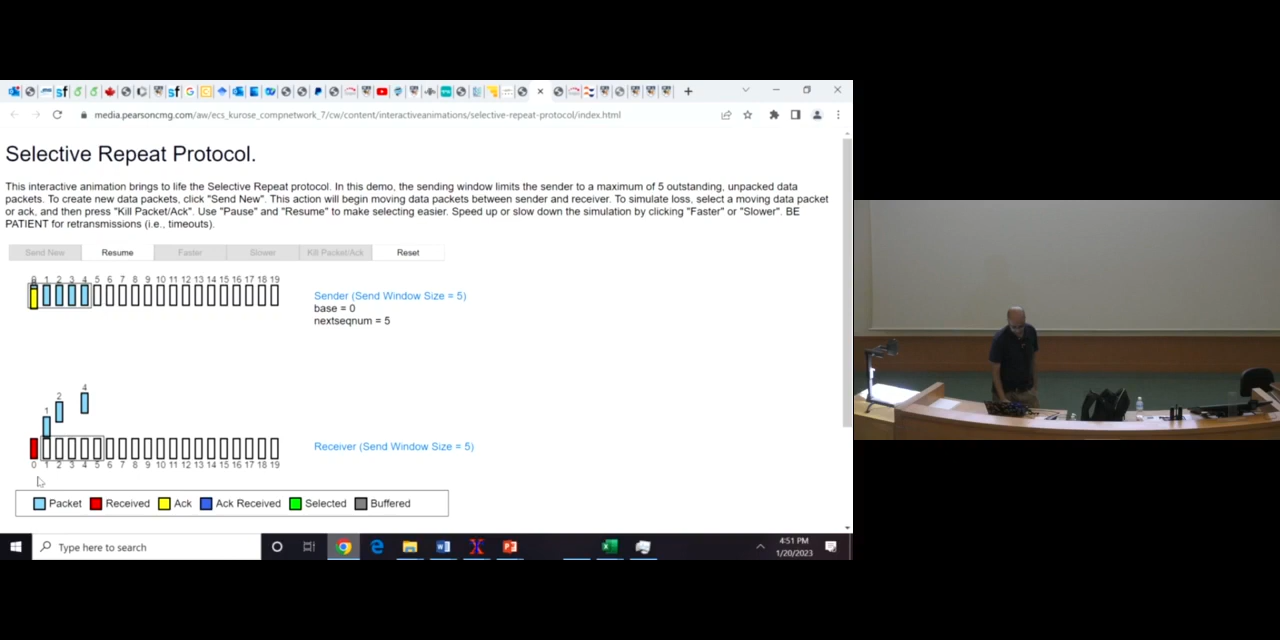 media.pearsoncmg.com/aw/ecs_kurose_compnetwork_7/cw/content/interactiveanimations/selective-repeat-protocol/index.html
Selective Repeat Protocol.
This interactive animation brings to life the Selective Repeat protocol. In this demo, the sending window limits the sender to a maximum of 5 outstanding, unpacked data
packets. To create new data packets, click "Send New". This action will begin moving data packets between sender and receiver. To simulate loss, select a moving data packet
or ack, and then press "Kill Packet/Ack". Use "Pause" and "Resume" to make selecting easier. Speed up or slow down the simulation by clicking "Faster" or "Slower". BE
PATIENT for retransmissions (i.e., timeouts).
Send New Resume Faster Slower Kill Packet/Ack Reset
1 2 3 4 5 6 7 8 9 10 11 12 13 14 15 16 17 18 19
Sender (Send Window Size = 5)
base = 0
nextseqnum = 5
4
2
1
Receiver (Send Window Size = 5)
0 1 2 3 4 5 6 7 8 9 10 11 12 13 14 15 16 17 18 19
Packet Received Ack Ack Received Selected Buffered
Type here to search
4:51 PM
1/20/2023